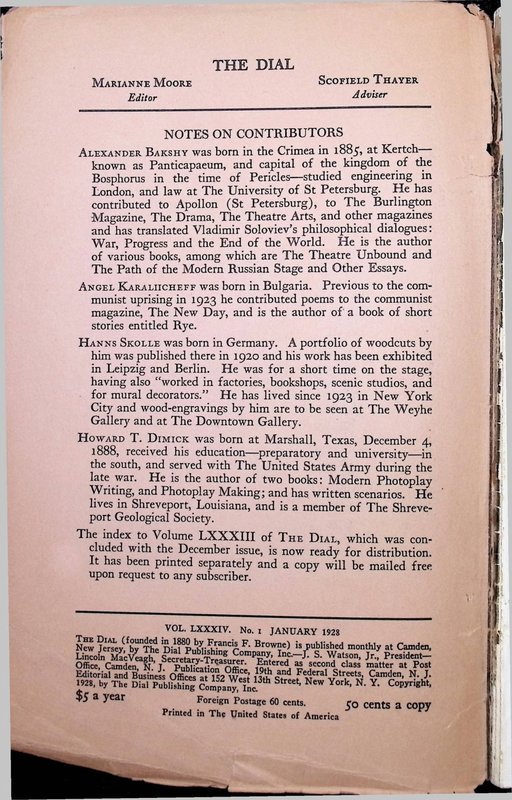 THE DIAL
MARIANNE MOORE SCOFIELD THAYER
Editor Adviser
NOTES ON CONTRIBUTORS
ALEXANDER BAKSHY was born in the Crimea in 1885, at Kertch—
known as Panticapaeum, and capital of the kingdom of the
Bosphorus in the time of Pericles—studied engineering in
London, and law at The University of St Petersburg. He has
contributed to Apollon (St Petersburg), to The Burlington
Magazine, The Drama, The Theatre Arts, and other magazines
and has translated Vladimir Soloviev's philosophical dialogues:
War, Progress and the End of the World. He is the author
of various books, among which are The Theatre Unbound and
The Path of the Modern Russian Stage and Other Essays.
ANGEL KARALIICHEFF was born in Bulgaria. Previous to the com-
munist uprising in 1923 he contributed poems to the communist
magazine, The New Day, and is the author of a book of short
stories entitled Rye.
HANNS SKOLLE was born in Germany. A portfolio of woodcuts by
him was published there in 1920 and his work has been exhibited
in Leipzig and Berlin. He was for a short time on the stage,
having also "worked in factories, bookshops, scenic studios, and
for mural decorators." He has lived since 1923 in New York
City and wood-engravings by him are to be seen at The Weyhe
Gallery and at The Downtown Gallery.
HOWARD T. DIMICK was born at Marshall, Texas, December 4,
1888, received his education—preparatory and university—in
the south, and served with The United States Army during the
late war. He is the author of two books: Modern Photoplay
Writing, and Photoplay Making; and has written scenarios. He
lives in Shreveport, Louisiana, and is a member of The Shreve-
port Geological Society.
The index to Volume LXXXIII of THE DIAL, which was con-
cluded with the December issue, is now ready for distribution.
It has been printed separately and a copy will be mailed free
upon request to any subscriber.
VOL. LXXXIV. No. 1 JANUARY 1928
THE DIAL (founded in 1880 by Francis F. Browne) is published monthly at Camden,
New Jersey, by The Dial Publishing Company, Inc.—J. S. Watson, Jr., President—
Lincoln MacVeagh, Secretary-Treasurer. Entered as second class matter at Post
Office, Camden, N. J. Publication Office, 19th and Federal Streets, Camden, N. J.
Editorial and Business Offices at 152 West 13th Street, New York, N. Y. Copyright,
1928, by The Dial Publishing Company, Inc.
$5 a year Foreign Postage 60 cents. 50 cents a copy
Printed in The United States of America